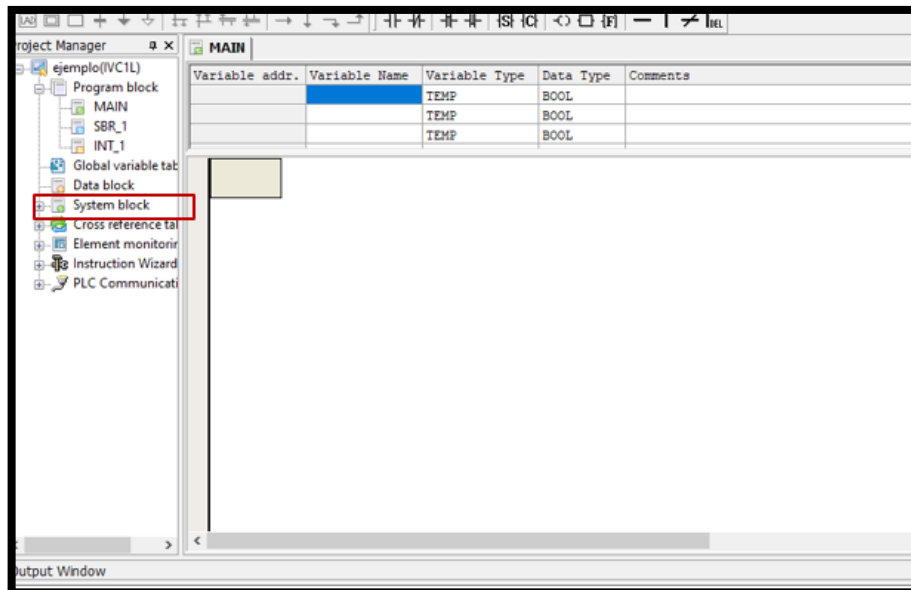 Project Manager
MAIN
ejemplo(IVC1L)
Program block
MAIN
SBR_1
INT_1
Global variable tab
Data block
System block
Cross reference tal
Element monitorir
Instruction Wizard
PLC Communicati
Variable addr. Variable Name Variable Type Data Type Comments
TEMP BOOL
TEMP BOOL
TEMP BOOL
Output Window